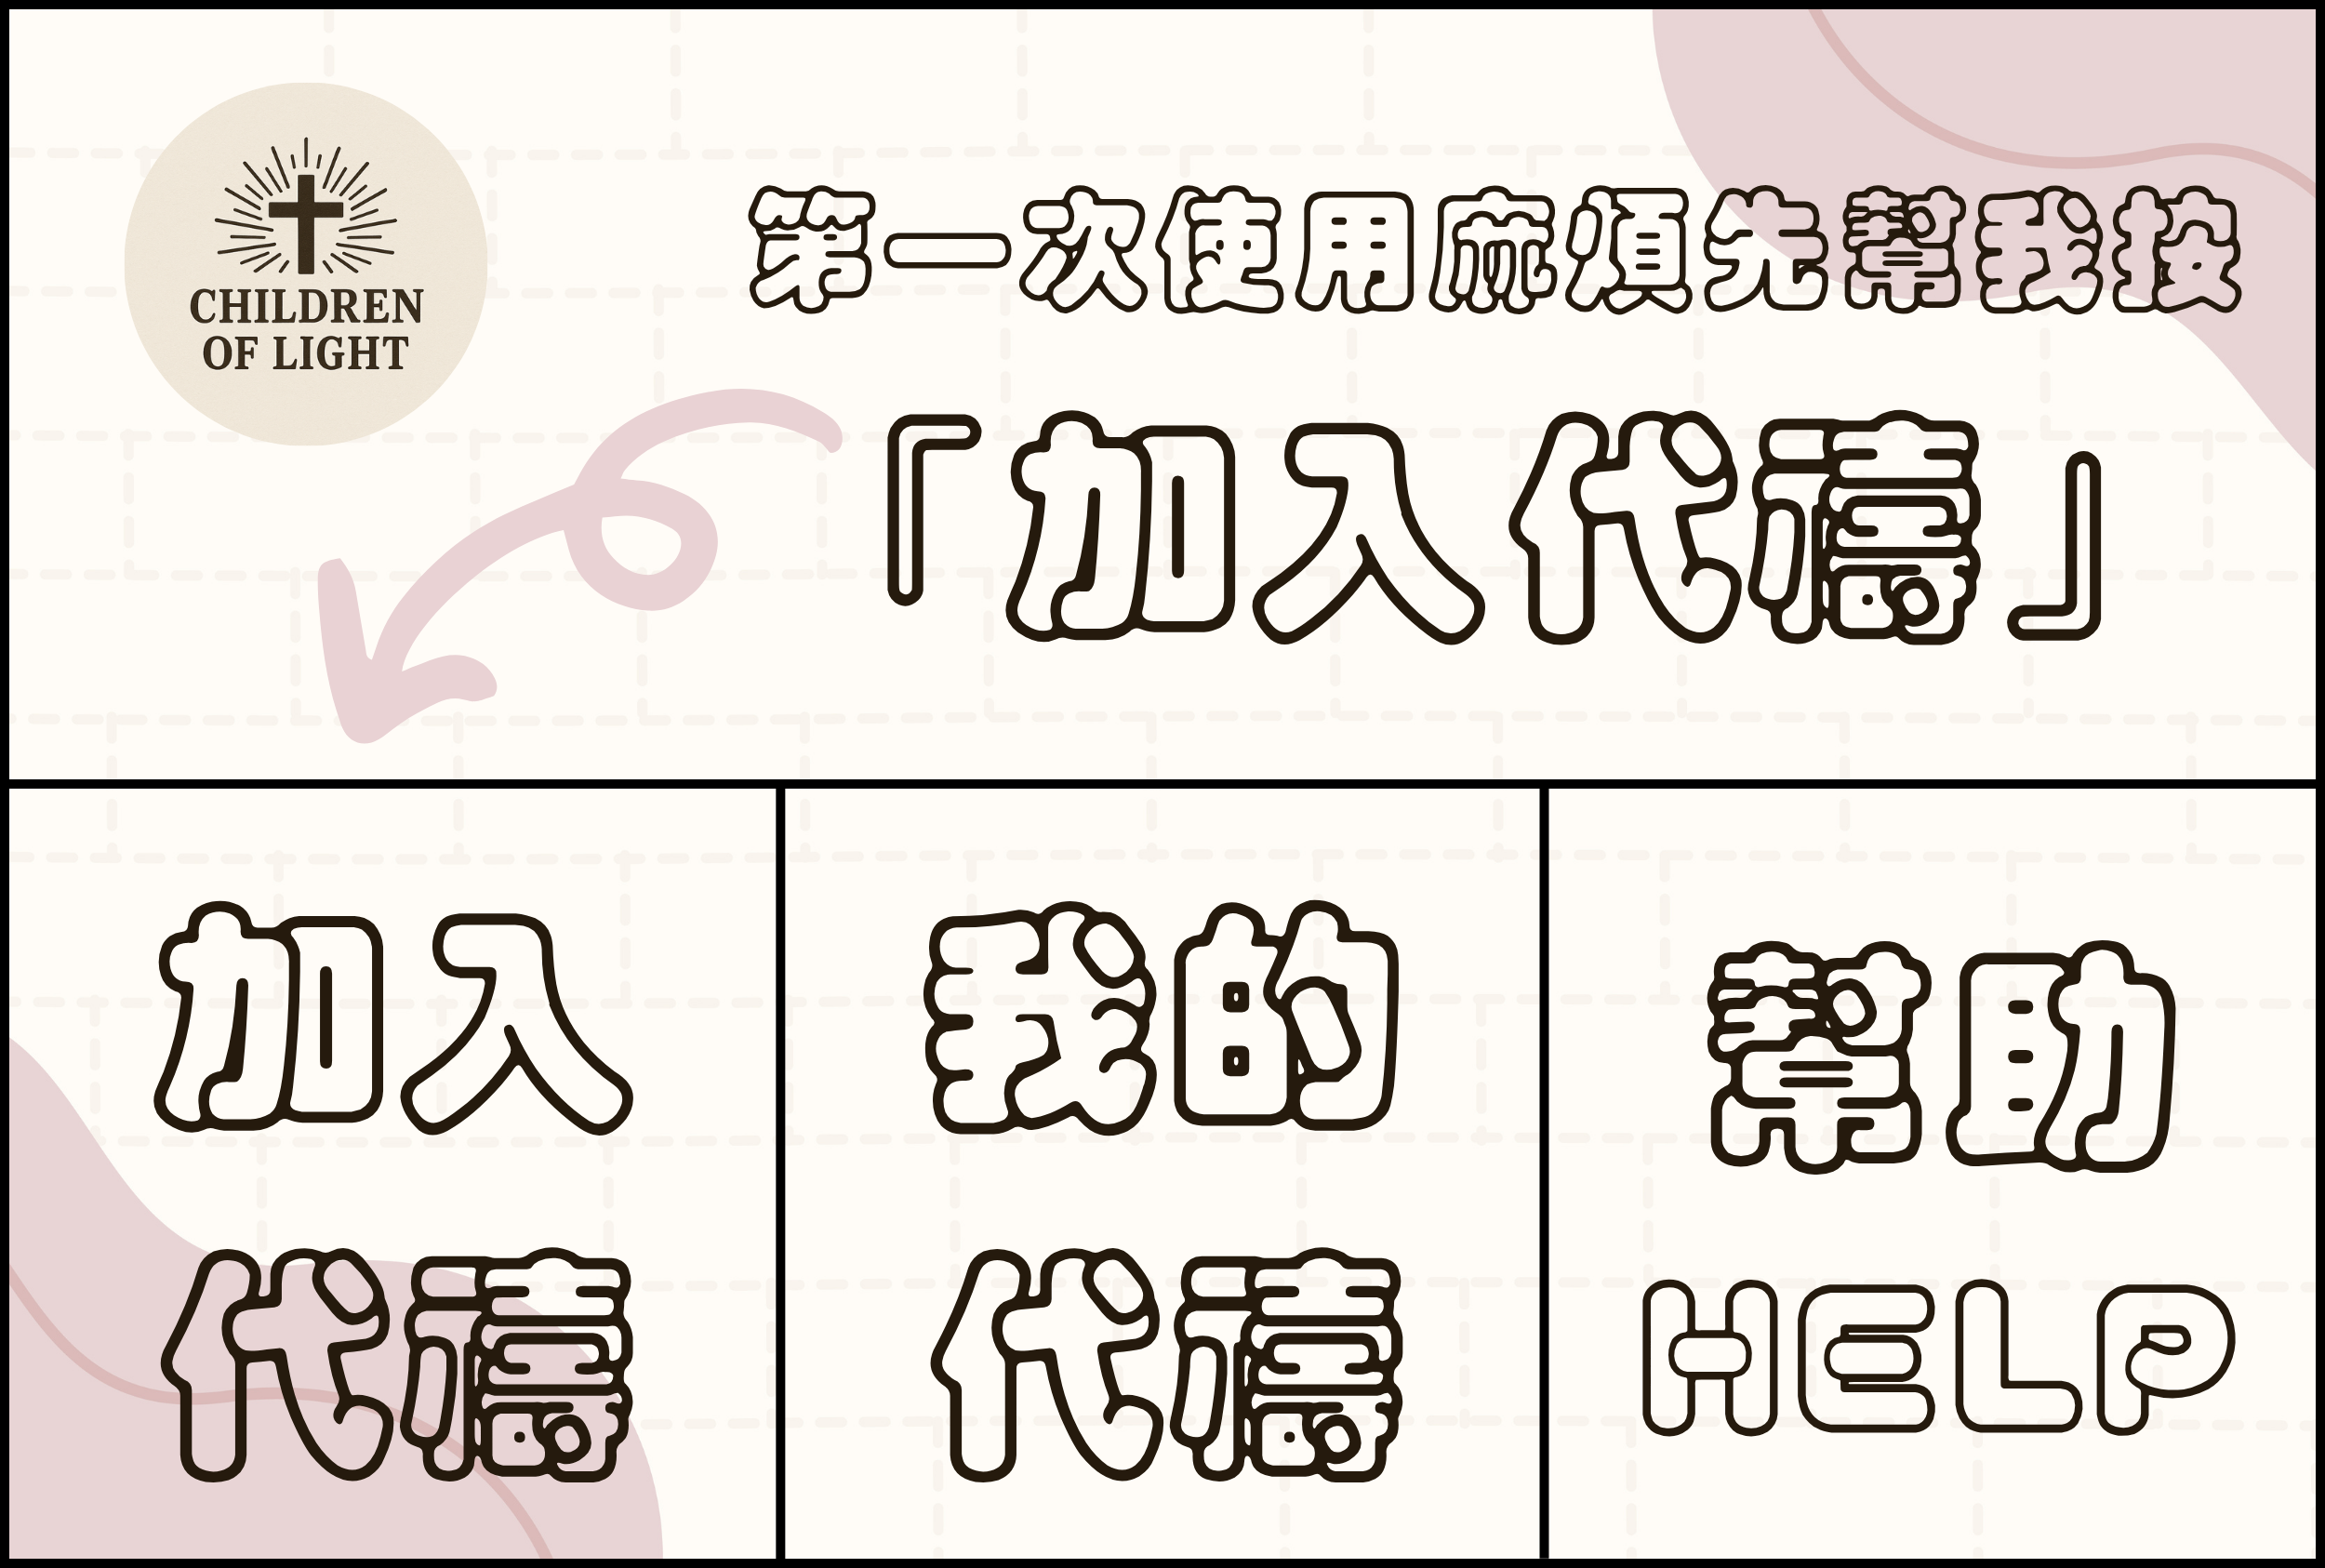 CHILDREN
OF LIGHT
第一次使用麻煩先幫我按
「加入代禱」
加入
代禱
我的
代禱
幫助
HELP